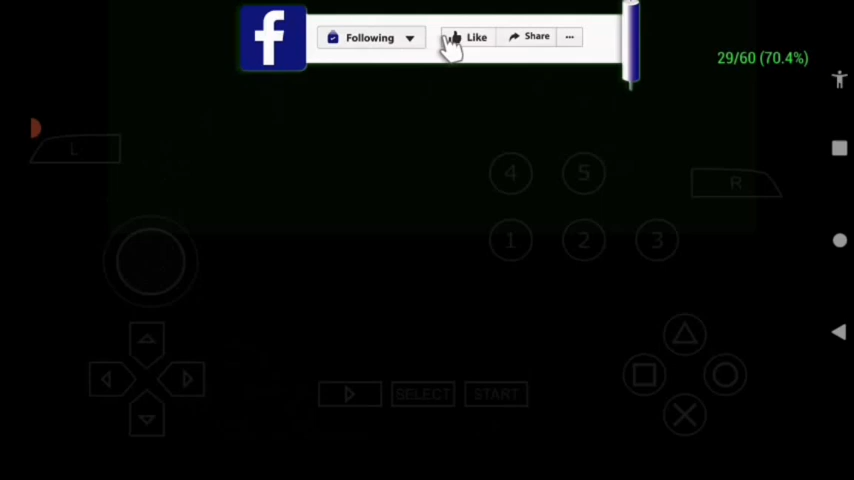 f
Following
Like
Share
...
29/60 (70.4%)
L
4
5
R
1
2
3
SELECT
START